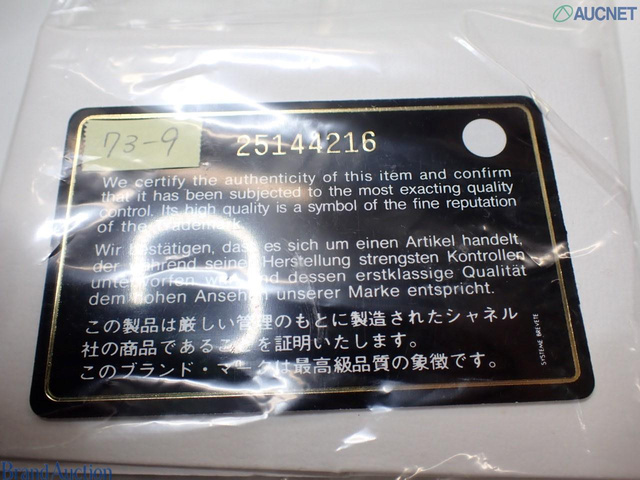 AUCNET
73-9
25144216
We certify the authenticity of this item and confirm
that it has been subjected to the most exacting quality
control. Its high quality is a symbol of the fine reputation
of the trademark
Wir bestätigen, dass es sich um einen Artikel handelt,
der während seiner Herstellung strengsten Kontrollen
unterworfen wird und dessen erstklassige Qualität
dem hohen Ansehen unserer Marke entspricht.
この製品は厳しい管理のもとに製造されたシャネル
社の商品であることを証明いたします。
このブランド・マークは最高級品質の象徴です。
SYSTEME BREVETE
Brand Auction